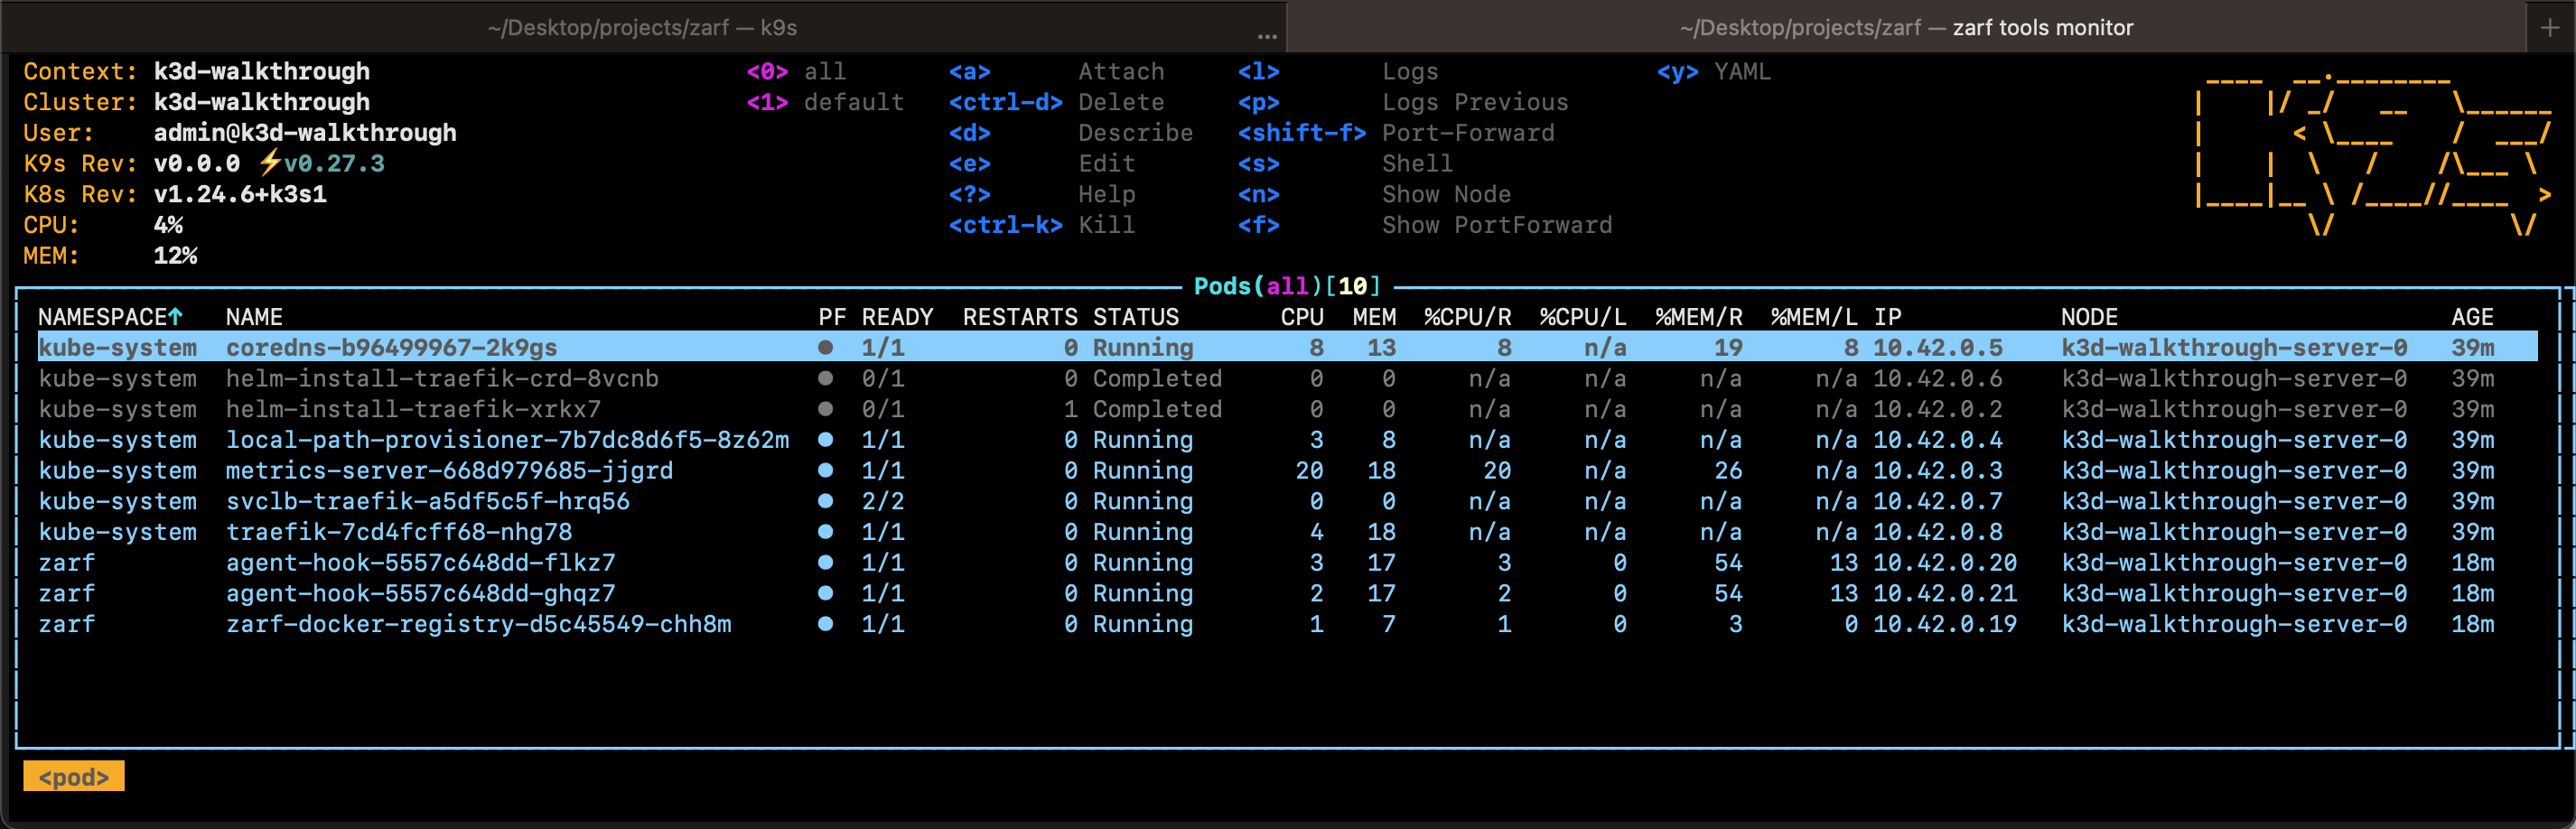 ~/Desktop/projects/zarf — k9s ... ~/Desktop/projects/zarf — zarf tools monitor +
Context: k3d-walkthrough <0> all <a> Attach <l> Logs <y> YAML
Cluster: k3d-walkthrough <1> default <ctrl-d> Delete <p> Logs Previous
User: admin@k3d-walkthrough <d> Describe <shift-f> Port-Forward
K9s Rev: v0.0.0 ⚡v0.27.3 <e> Edit <s> Shell
K8s Rev: v1.24.6+k3s1 <?> Help <n> Show Node
CPU: 4% <ctrl-k> Kill <f> Show PortForward
MEM: 12%
Pods(all)[10]
NAMESPACE↑ NAME PF READY RESTARTS STATUS CPU MEM %CPU/R %CPU/L %MEM/R %MEM/L IP NODE AGE
kube-system coredns-b96499967-2k9gs ● 1/1 0 Running 8 13 8 n/a 19 8 10.42.0.5 k3d-walkthrough-server-0 39m
kube-system helm-install-traefik-crd-8vcnb ● 0/1 0 Completed 0 0 n/a n/a n/a n/a 10.42.0.6 k3d-walkthrough-server-0 39m
kube-system helm-install-traefik-xrkx7 ● 0/1 1 Completed 0 0 n/a n/a n/a n/a 10.42.0.2 k3d-walkthrough-server-0 39m
kube-system local-path-provisioner-7b7dc8d6f5-8z62m ● 1/1 0 Running 3 8 n/a n/a n/a n/a 10.42.0.4 k3d-walkthrough-server-0 39m
kube-system metrics-server-668d979685-jjgrd ● 1/1 0 Running 20 18 20 n/a 26 n/a 10.42.0.3 k3d-walkthrough-server-0 39m
kube-system svclb-traefik-a5df5c5f-hrq56 ● 2/2 0 Running 0 0 n/a n/a n/a n/a 10.42.0.7 k3d-walkthrough-server-0 39m
kube-system traefik-7cd4fcff68-nhg78 ● 1/1 0 Running 4 18 n/a n/a n/a n/a 10.42.0.8 k3d-walkthrough-server-0 39m
zarf agent-hook-5557c648dd-flkz7 ● 1/1 0 Running 3 17 3 0 54 13 10.42.0.20 k3d-walkthrough-server-0 18m
zarf agent-hook-5557c648dd-ghqz7 ● 1/1 0 Running 2 17 2 0 54 13 10.42.0.21 k3d-walkthrough-server-0 18m
zarf zarf-docker-registry-d5c45549-chh8m ● 1/1 0 Running 1 7 1 0 3 0 10.42.0.19 k3d-walkthrough-server-0 18m
<pod>